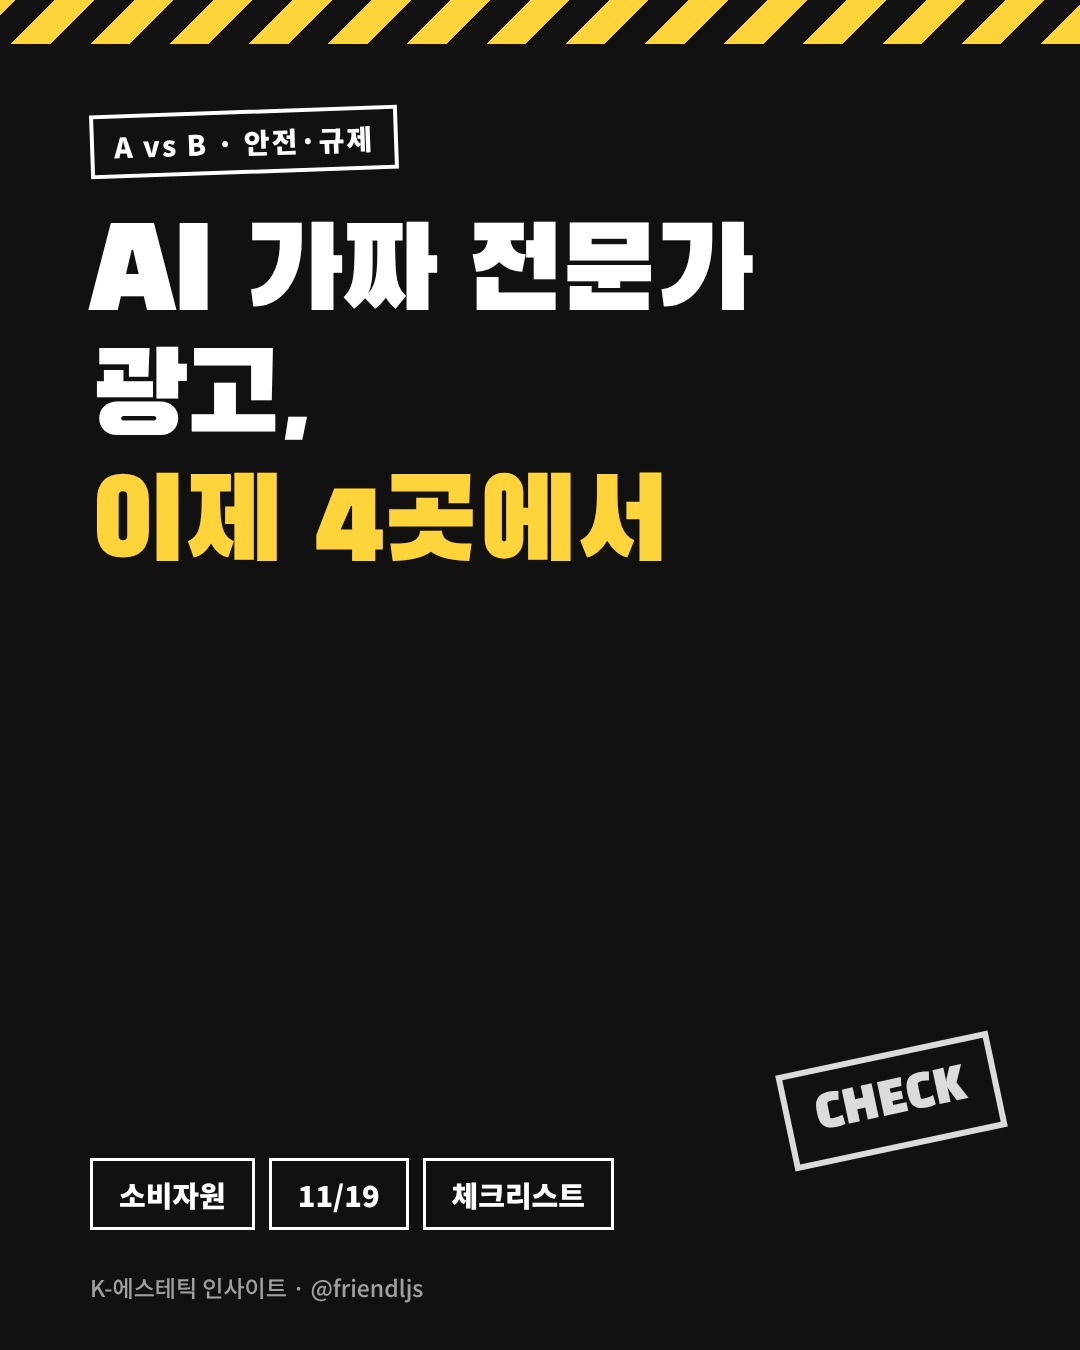 A vs B · 안전·규제
AI 가짜 전문가
광고,
이제 4곳에서
CHECK
소비자원
11/19
체크리스트
K-에스테틱 인사이트 · @friendljs